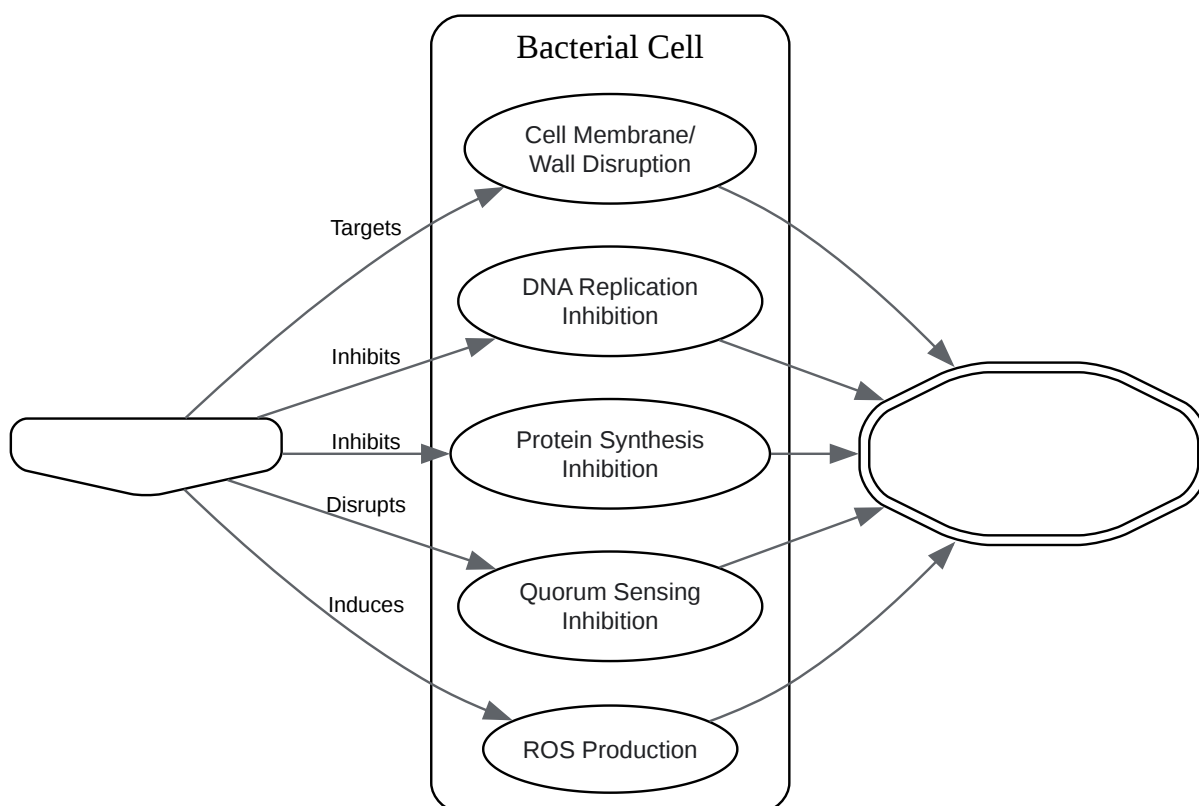 Bacterial Cell
Cell Membrane/
Wall Disruption
Targets
DNA Replication
Inhibition
Inhibits
Inhibits
Protein Synthesis
Inhibition
Disrupts
Quorum Sensing
Inhibition
Induces
ROS Production